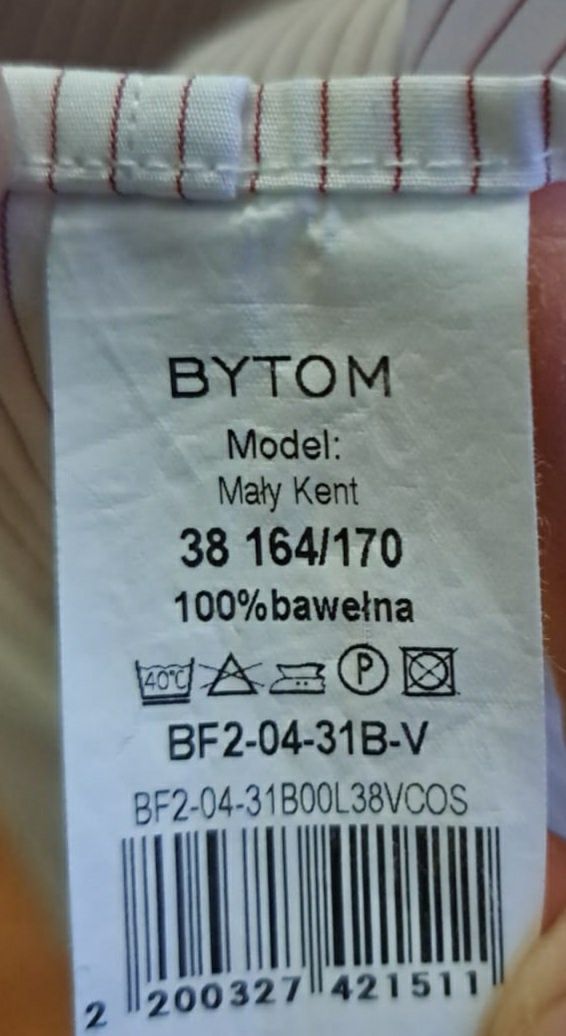 BYTOM
Model:
Mały Kent
38 164/170
100%bawełna
40°C P
BF2-04-31B-V
BF2-04-31B00L38VCOS
2 200327 421511